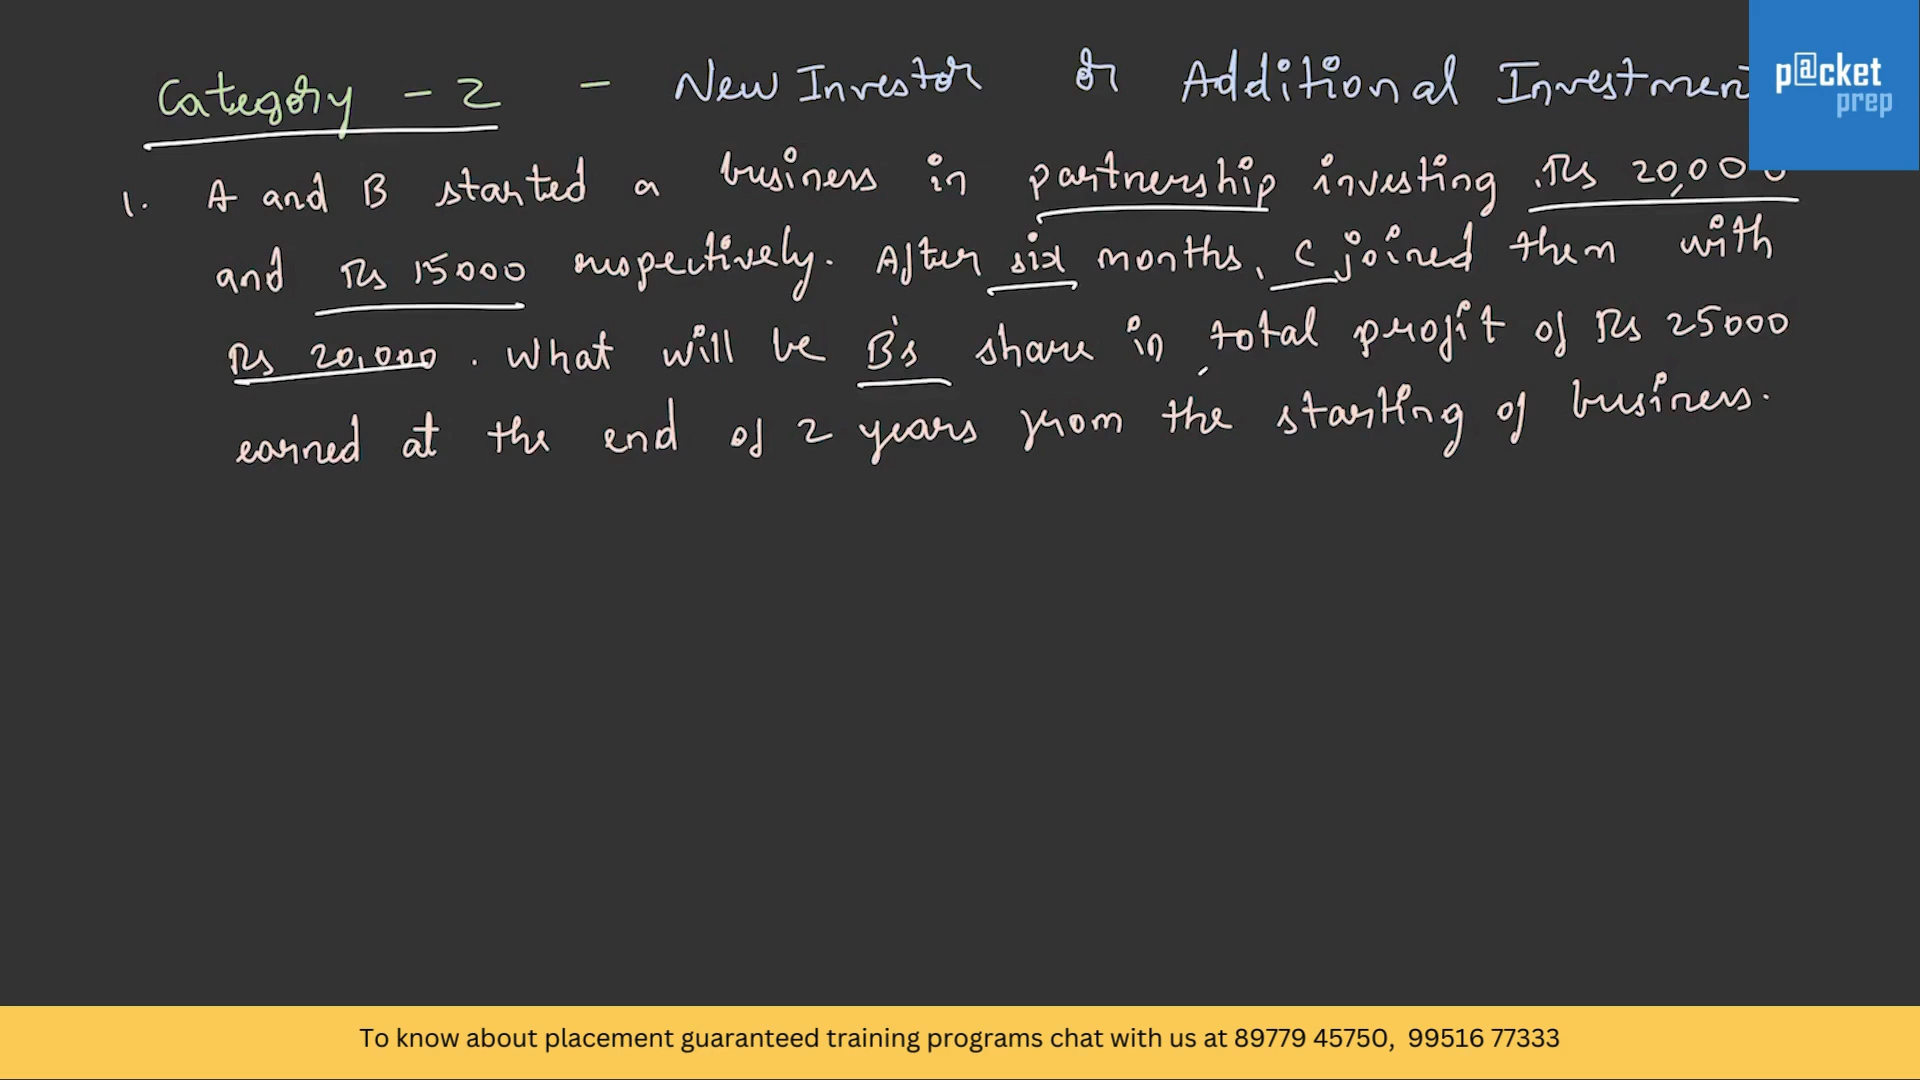 Category - 2 - New Investor or Additional Investment
p@cket
prep
1. A and B started a business in partnership investing Rs 20,000
and Rs 15000 respectively. After six months, C joined them with
Rs 20,000. What will be B's share in total profit of Rs 25000
earned at the end of 2 years from the starting of business.
To know about placement guaranteed training programs chat with us at 89779 45750, 99516 77333